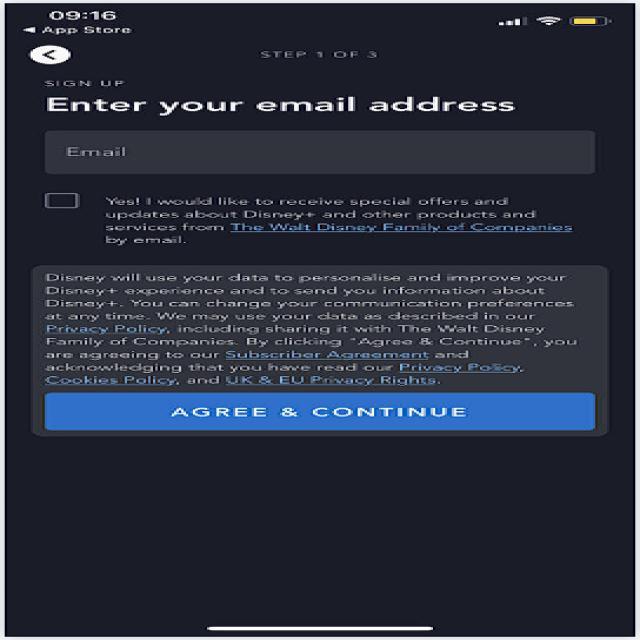 09:16
◀ App Store
STEP 1 OF 3
SIGN UP
Enter your email address
Email
Yes! I would like to receive special offers and
updates about Disney+ and other products and
services from The Walt Disney Family of Companies
by email.
Disney will use your data to personalise and improve your
Disney+ experience and to send you information about
Disney+. You can change your communication preferences
at any time. We may use your data as described in our
Privacy Policy, including sharing it with The Walt Disney
Family of Companies. By clicking "Agree & Continue", you
are agreeing to our Subscriber Agreement and
acknowledging that you have read our Privacy Policy,
Cookies Policy, and UK & EU Privacy Rights.
AGREE & CONTINUE